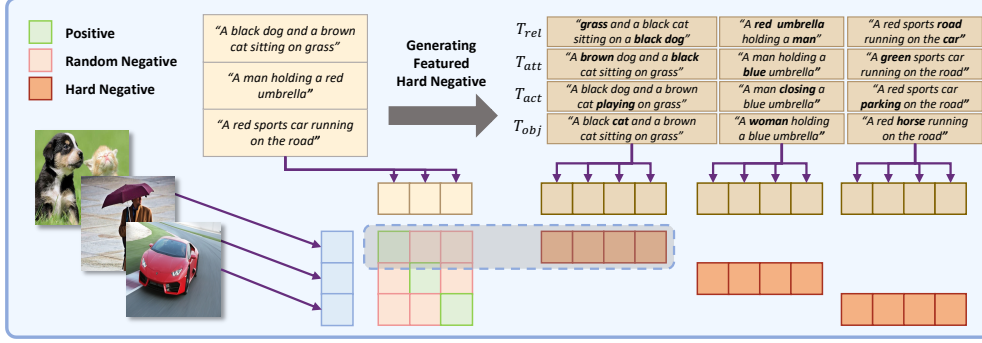 Positive
Random Negative
Hard Negative
“A black dog and a brown
cat sitting on grass”
“A man holding a red
umbrella”
“A red sports car running
on the road”
Generating
Featured
Hard Negative
T_rel
“grass and a black cat
sitting on a black dog”
“A red umbrella
holding a man”
“A red sports road
running on the car”
T_att
“A brown dog and a black
cat sitting on grass”
“A man holding a
blue umbrella”
“A green sports car
running on the road”
T_act
“A black dog and a brown
cat playing on grass”
“A man closing a
blue umbrella”
“A red sports car
parking on the road”
T_obj
“A black cat and a brown
cat sitting on grass”
“A woman holding
a blue umbrella”
“A red horse running
on the road”